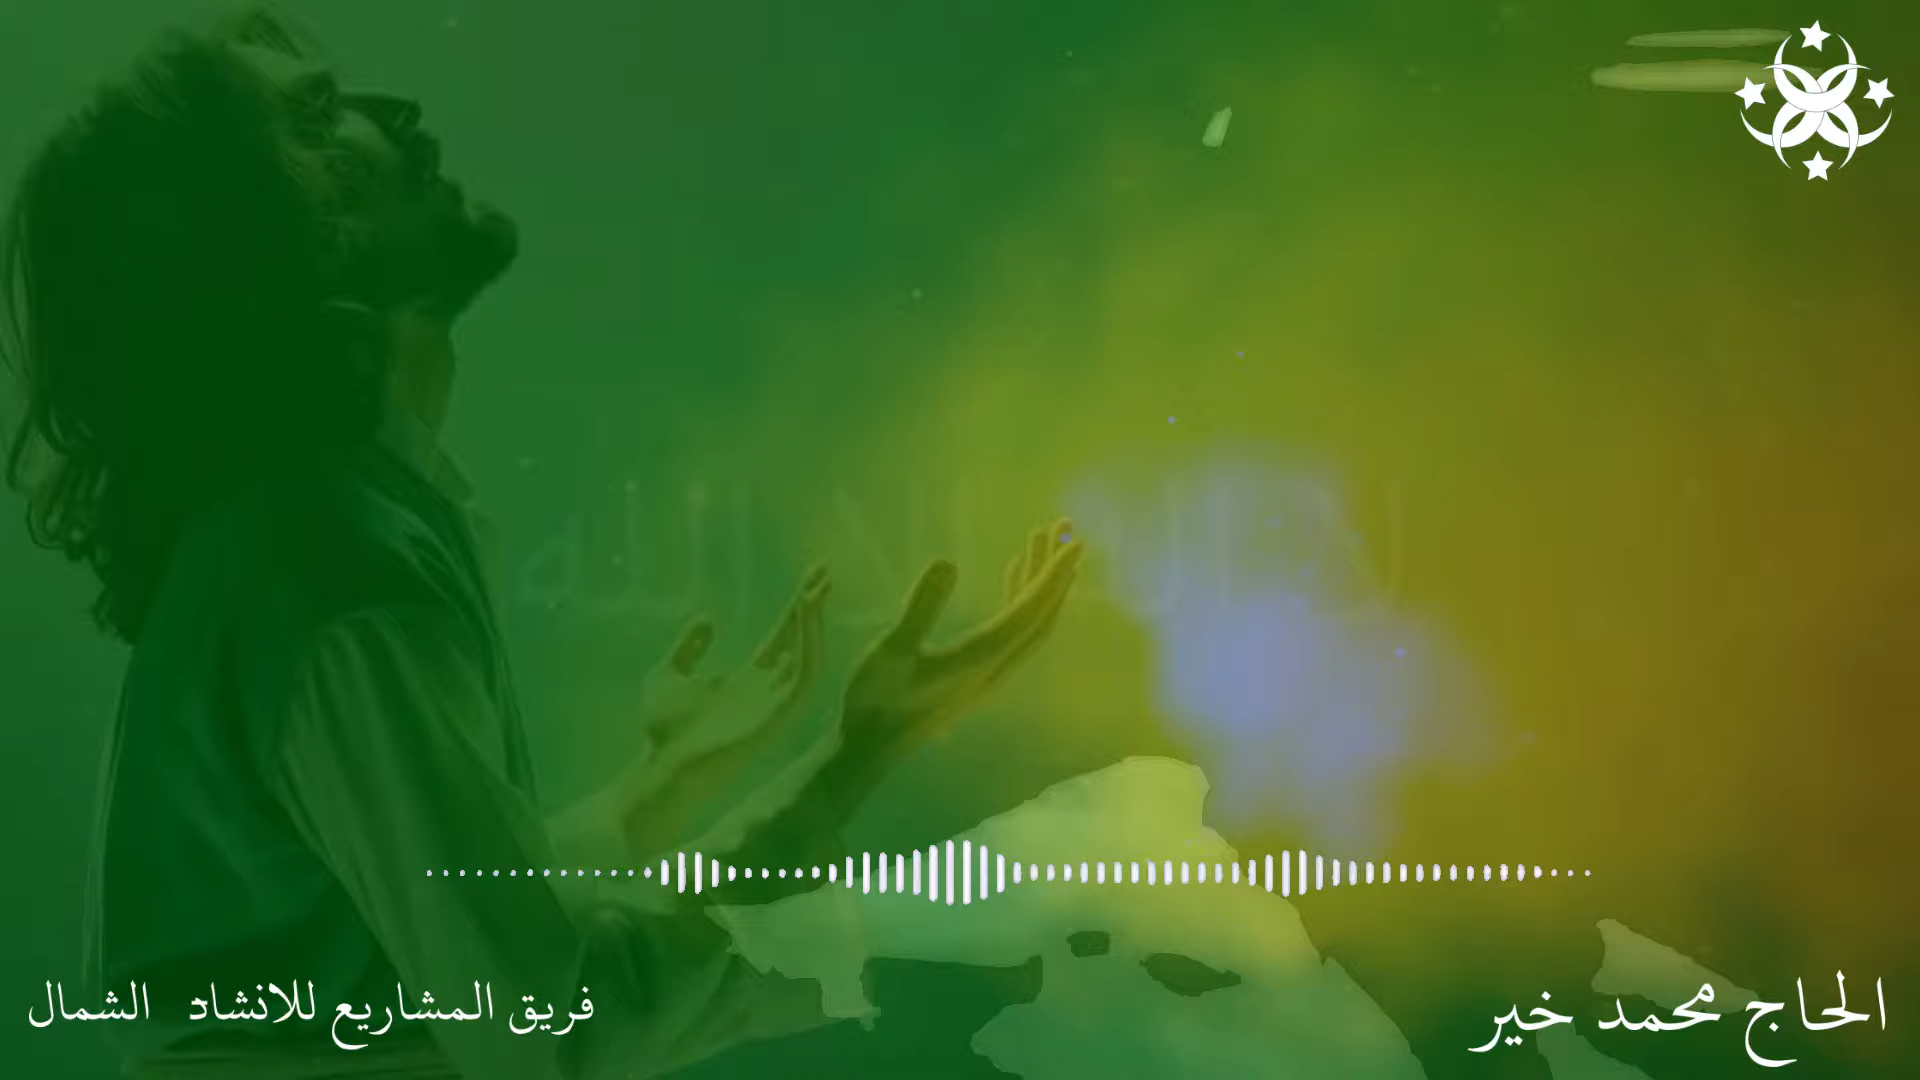 الحاج محمد خير
فريق المشاريع للانشاد الشمال